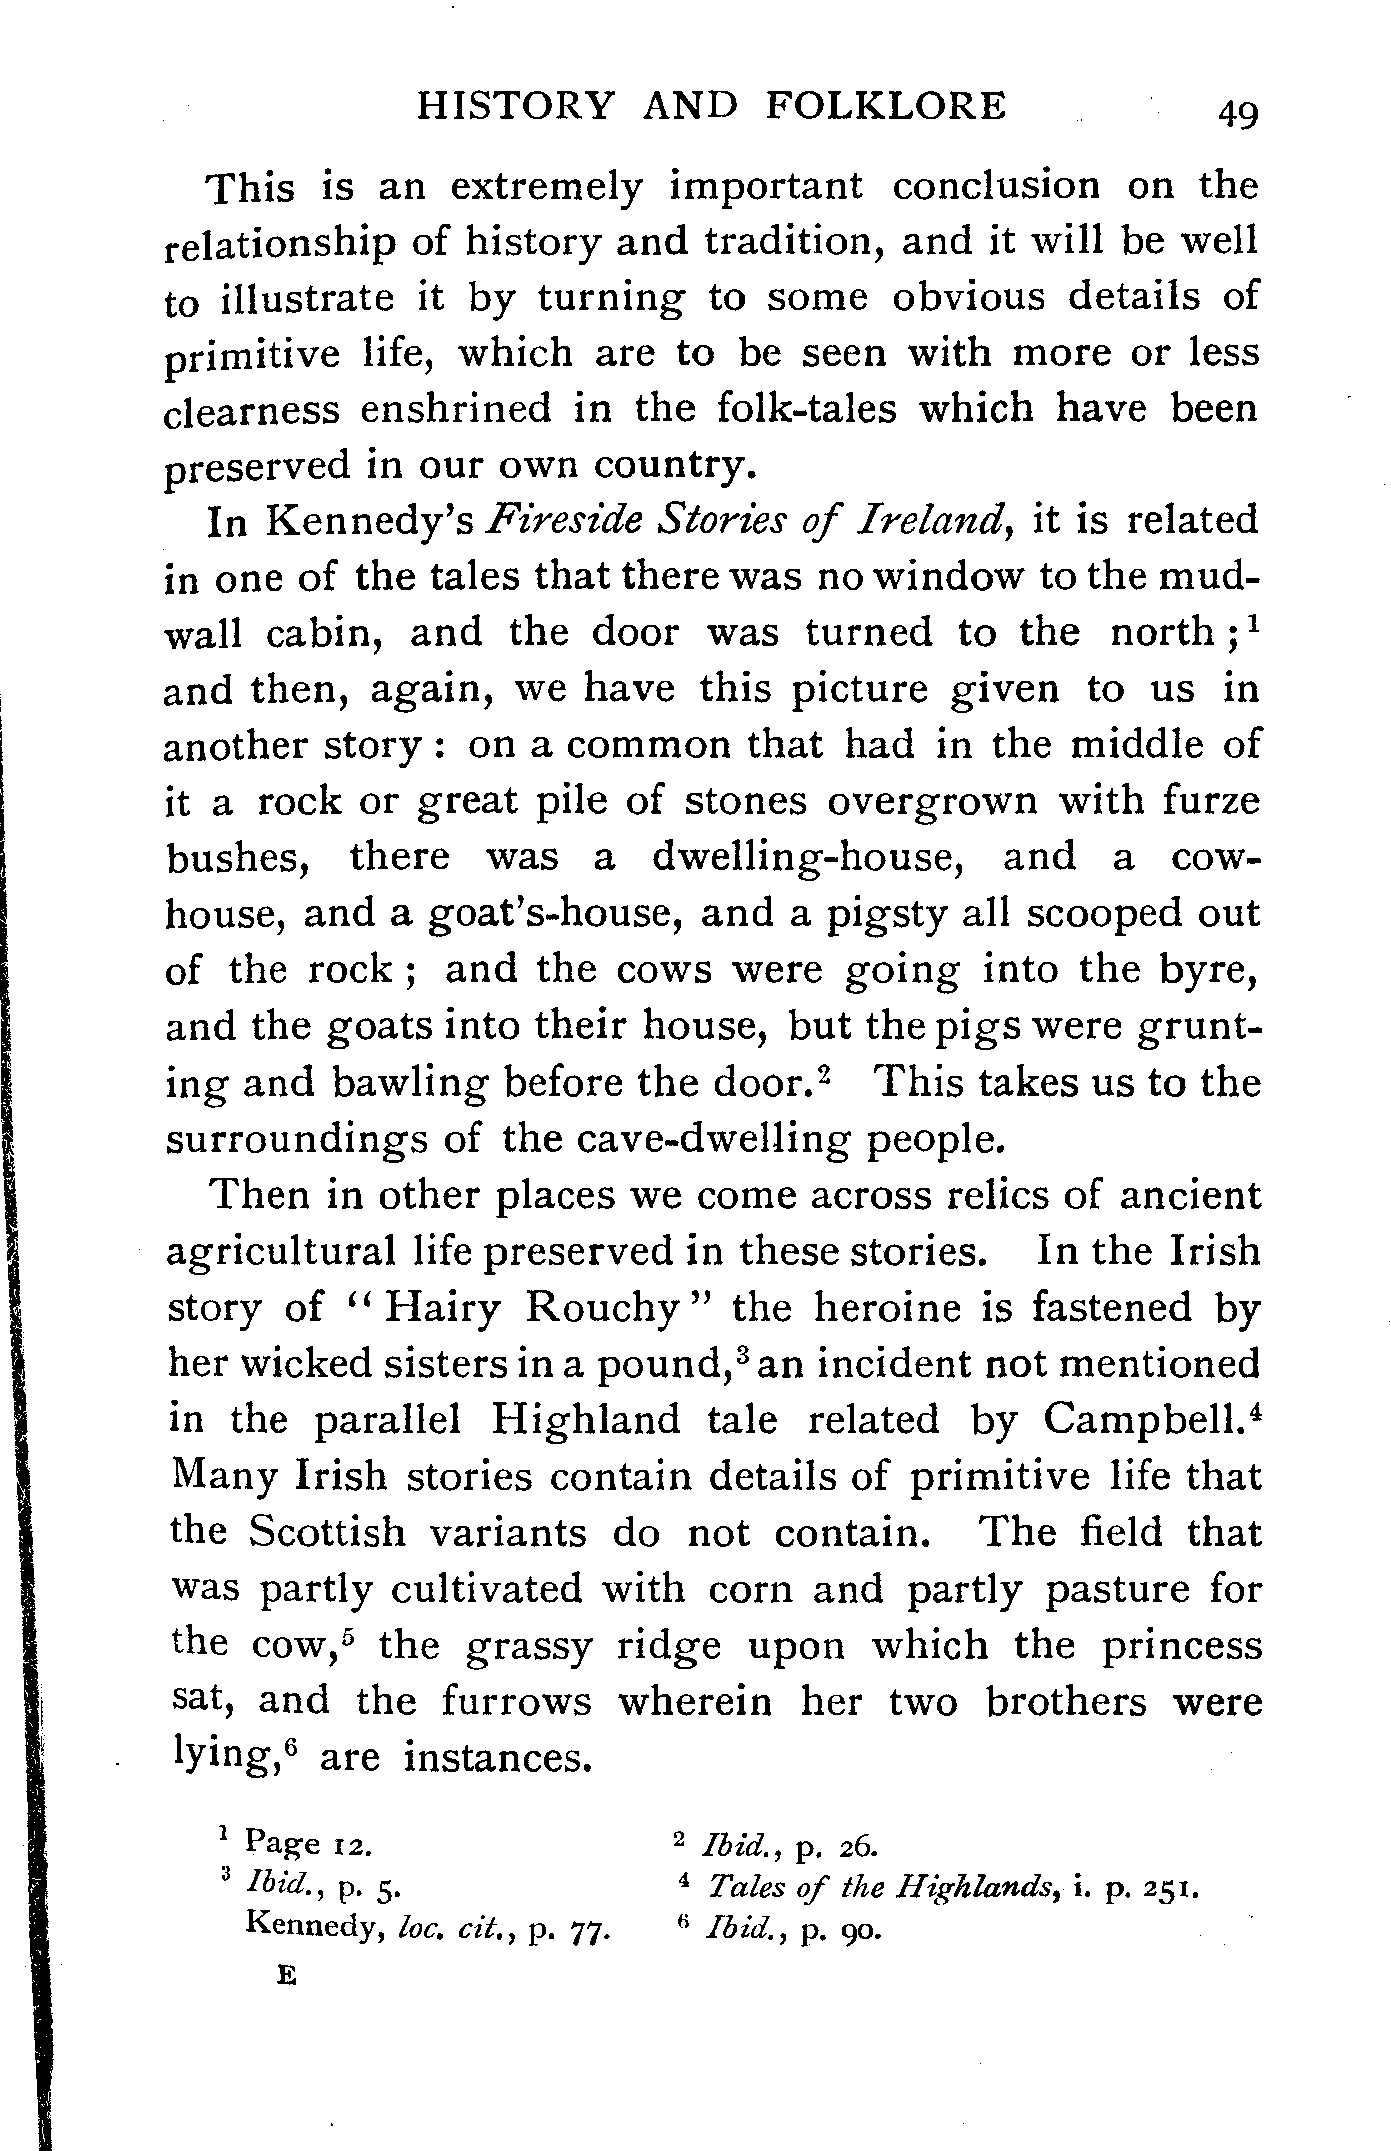 HISTORY AND FOLKLORE 49
This is an extremely important conclusion on the
relationship of history and tradition, and it will be well
to illustrate it by turning to some obvious details of
primitive life, which are to be seen with more or less
clearness enshrined in the folk-tales which have been
preserved in our own country.
In Kennedy's Fireside Stories of Ireland, it is related
in one of the tales that there was no window to the mud-
wall cabin, and the door was turned to the north ;¹
and then, again, we have this picture given to us in
another story : on a common that had in the middle of
it a rock or great pile of stones overgrown with furze
bushes, there was a dwelling-house, and a cow-
house, and a goat's-house, and a pigsty all scooped out
of the rock ; and the cows were going into the byre,
and the goats into their house, but the pigs were grunt-
ing and bawling before the door.² This takes us to the
surroundings of the cave-dwelling people.
Then in other places we come across relics of ancient
agricultural life preserved in these stories. In the Irish
story of “ Hairy Rouchy ” the heroine is fastened by
her wicked sisters in a pound,³ an incident not mentioned
in the parallel Highland tale related by Campbell.⁴
Many Irish stories contain details of primitive life that
the Scottish variants do not contain. The field that
was partly cultivated with corn and partly pasture for
the cow,⁵ the grassy ridge upon which the princess
sat, and the furrows wherein her two brothers were
lying,⁶ are instances.
¹ Page 12. ² Ibid., p. 26.
³ Ibid., p. 5. ⁴ Tales of the Highlands, i. p. 251.
Kennedy, loc. cit., p. 77. ⁶ Ibid., p. 90.
E